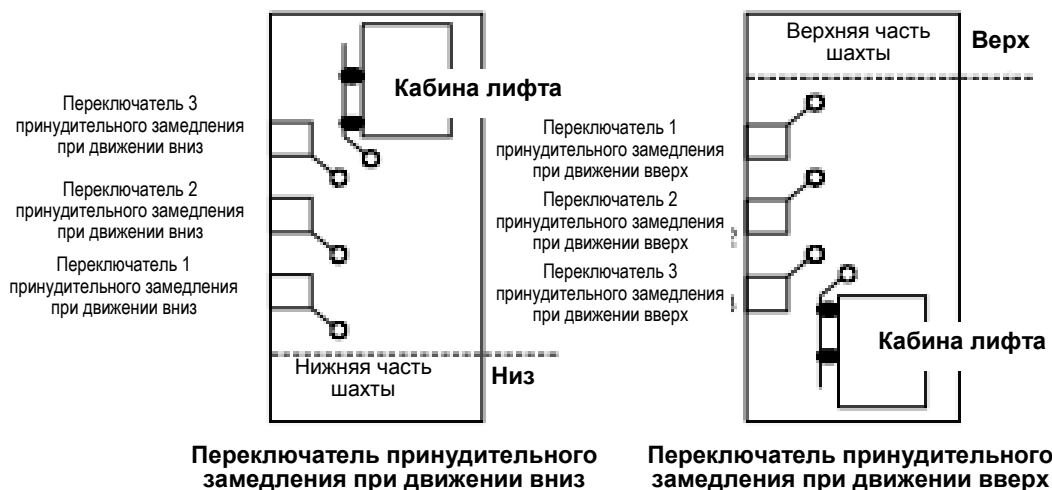 Кабина лифта
Переключатель 3
принудительного замедления
при движении вниз
Переключатель 2
принудительного замедления
при движении вниз
Переключатель 1
принудительного замедления
при движении вниз
Нижняя часть
шахты
Низ
Переключатель принудительного
замедления при движении вниз
Верхняя часть
шахты
Верх
Переключатель 1
принудительного замедления
при движении вверх
Переключатель 2
принудительного замедления
при движении вверх
Переключатель 3
принудительного замедления
при движении вверх
Кабина лифта
Переключатель принудительного
замедления при движении вверх